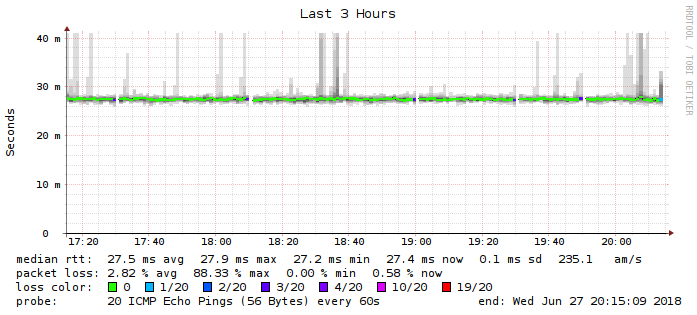 Last 3 Hours
RRDTOOL / TOBI OETIKER
Seconds
40 m
30 m
20 m
10 m
0
17:20 17:40 18:00 18:20 18:40 19:00 19:20 19:40 20:00
median rtt: 27.5 ms avg 27.9 ms max 27.2 ms min 27.4 ms now 0.1 ms sd 235.1 am/s
packet loss: 2.82 % avg 88.33 % max 0.00 % min 0.58 % now
loss color: 0 1/20 2/20 3/20 4/20 10/20 19/20
probe: 20 ICMP Echo Pings (56 Bytes) every 60s end: Wed Jun 27 20:15:09 2018